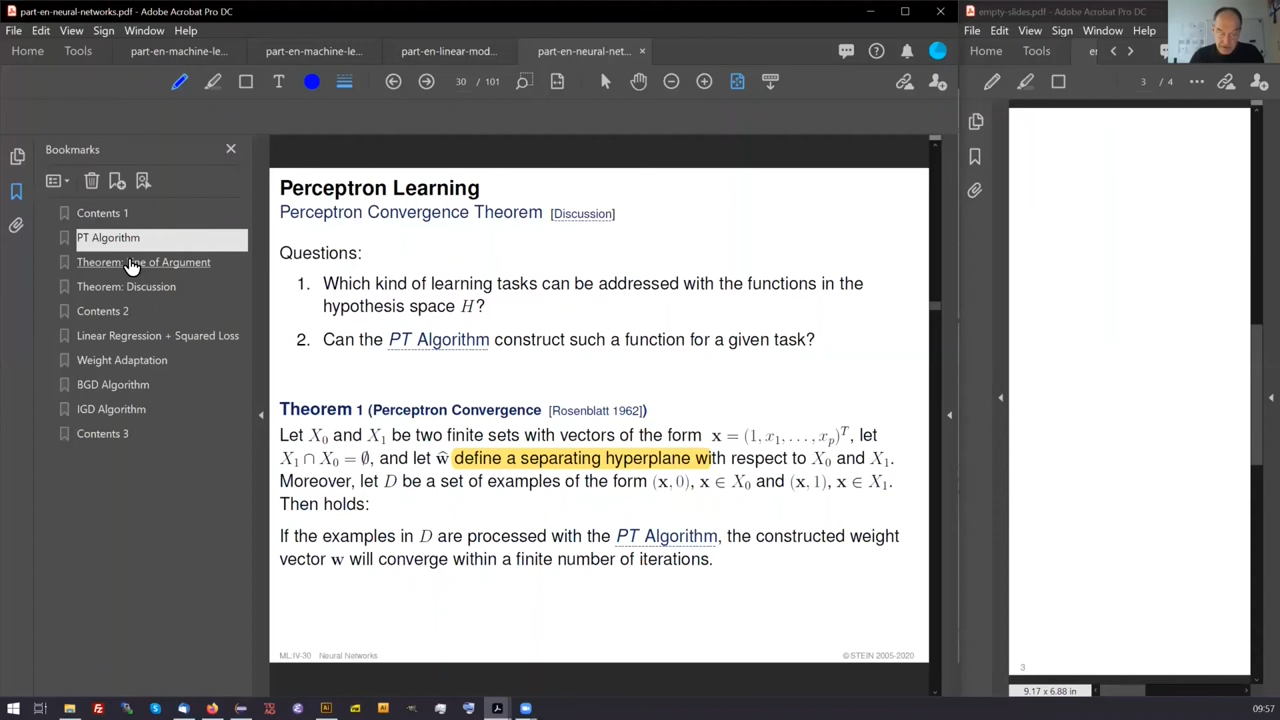 part-en-neural-networks.pdf - Adobe Acrobat Pro DC
File Edit View Sign Window Help
Home Tools part-en-machine-le... part-en-machine-le... part-en-linear-mod... part-en-neural-net... ×
30 / 101
Bookmarks
Contents 1
PT Algorithm
Theorem: Line of Argument
Theorem: Discussion
Contents 2
Linear Regression + Squared Loss
Weight Adaptation
BGD Algorithm
IGD Algorithm
Contents 3
Perceptron Learning
Perceptron Convergence Theorem [Discussion]
Questions:
1. Which kind of learning tasks can be addressed with the functions in the
hypothesis space H?
2. Can the PT Algorithm construct such a function for a given task?
Theorem 1 (Perceptron Convergence [Rosenblatt 1962])
Let X₀ and X₁ be two finite sets with vectors of the form x = (1, x₁, . . . , xₚ)ᵀ, let
X₁ ∩ X₀ = ∅, and let ŵ define a separating hyperplane with respect to X₀ and X₁.
Moreover, let D be a set of examples of the form (x, 0), x ∈ X₀ and (x, 1), x ∈ X₁.
Then holds:
If the examples in D are processed with the PT Algorithm, the constructed weight
vector w will converge within a finite number of iterations.
ML:IV-30 Neural Networks © STEIN 2005-2020
empty-slides.pdf - Adobe Acrobat Pro DC
File Edit View Sign Window Help
Home Tools
3 / 4
3
9.17 x 6.88 in
09:57